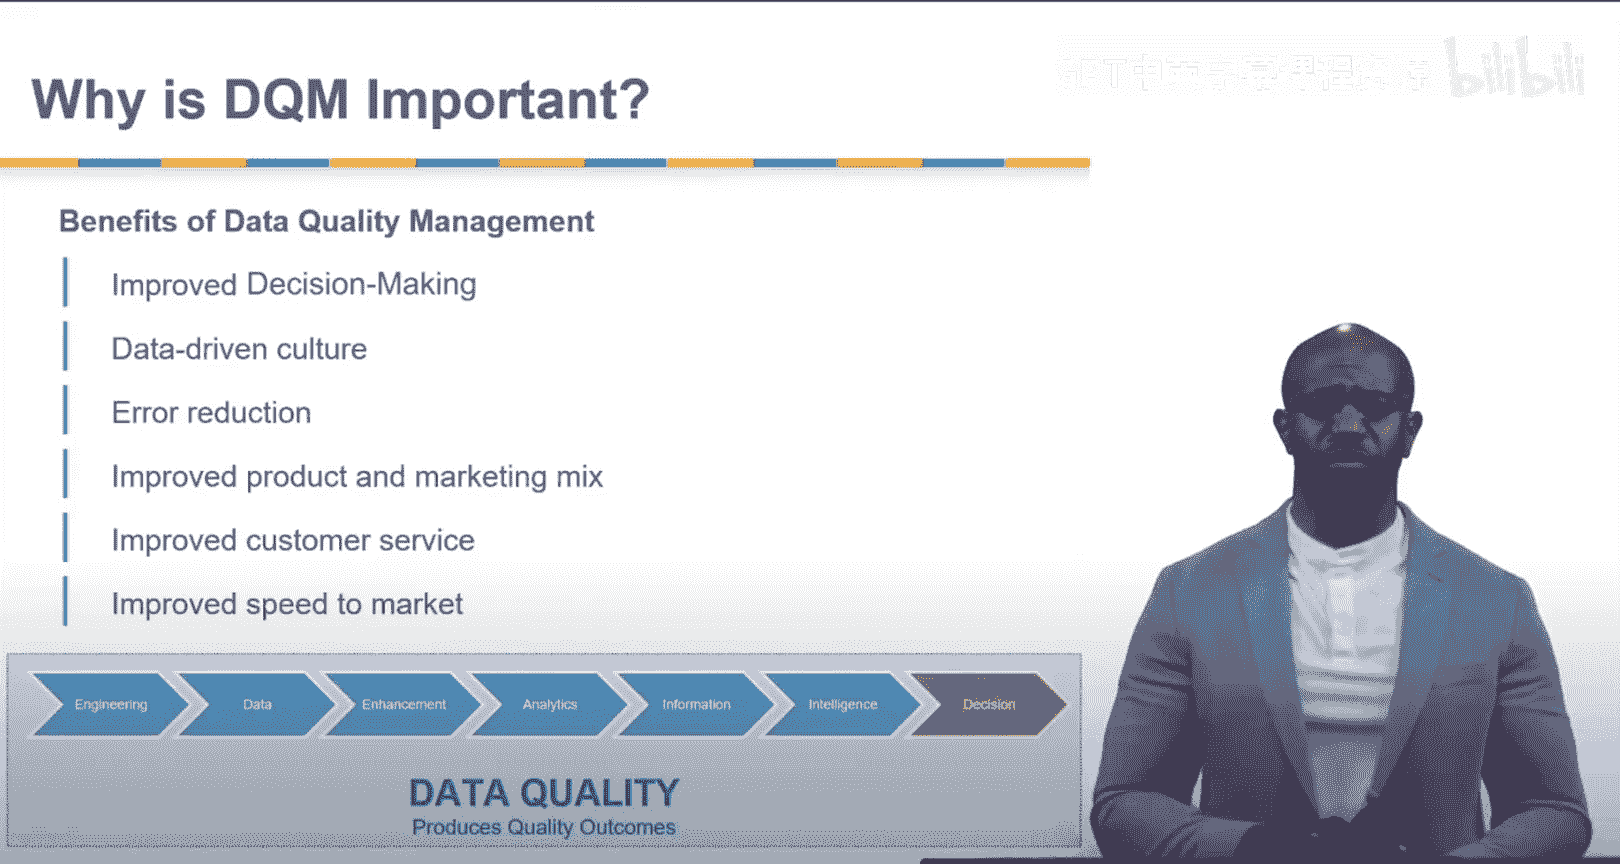 Why is DQM Important?
bilibili
Benefits of Data Quality Management
Improved Decision-Making
Data-driven culture
Error reduction
Improved product and marketing mix
Improved customer service
Improved speed to market
Engineering
Data
Enhancement
Analytics
Information
Intelligence
Decision
DATA QUALITY
Produces Quality Outcomes